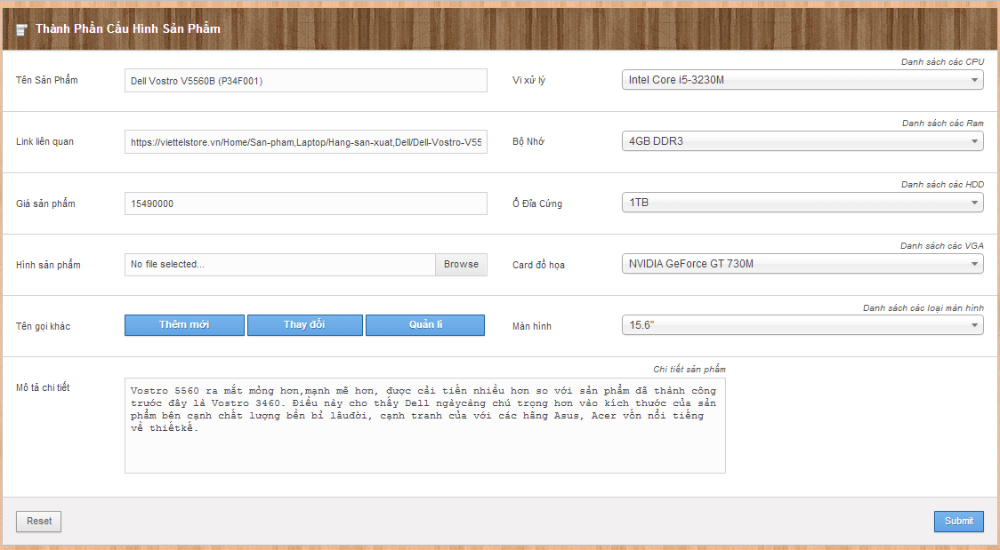 Thành Phần Cấu Hình Sản Phẩm
Danh sách các CPU
Tên Sản Phẩm
Dell Vostro V5560B (P34F001)
Vi xử lý
Intel Core i5-3230M
Danh sách các Ram
Link liên quan
https://viettelstore.vn/Home/San-pham,Laptop/Hang-san-xuat,Dell/Dell-Vostro-V55
Bộ Nhớ
4GB DDR3
Danh sách các HDD
Giá sản phẩm
15490000
Ổ Đĩa Cứng
1TB
Danh sách các VGA
Hình sản phẩm
No file selected...
Browse
Card đồ họa
NVIDIA GeForce GT 730M
Danh sách các loại màn hình
Tên gọi khác
Thêm mới
Thay đổi
Quản lí
Màn hình
15.6"
Chi tiết sản phẩm
Mô tả chi tiết
Vostro 5560 ra mắt mỏng hơn,mạnh mẽ hơn, được cải tiến nhiều hơn so với sản phẩm đã thành công
trước đây là Vostro 3460. Điều này cho thấy Dell ngàycàng chú trọng hơn vào kích thước của sản
phẩm bên cạnh chất lượng bền bỉ lâuđời, cạnh tranh của với các hãng Asus, Acer vốn nổi tiếng
về thiếtkế.
Reset
Submit